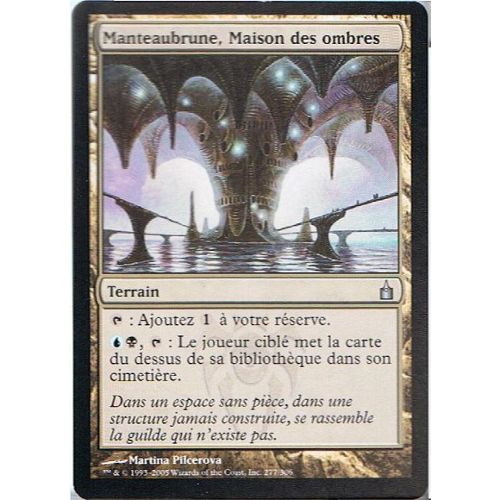 Manteaubrune, Maison des ombres
Terrain
: Ajoutez 1 à votre réserve.
, : Le joueur ciblé met la carte
du dessus de sa bibliothèque dans son
cimetière.
Dans un espace sans pièce, dans une
structure jamais construite, se rassemble
la guilde qui n'existe pas.
Martina Pilcerova
™ & © 1993-2005 Wizards of the Coast, Inc. 277/306